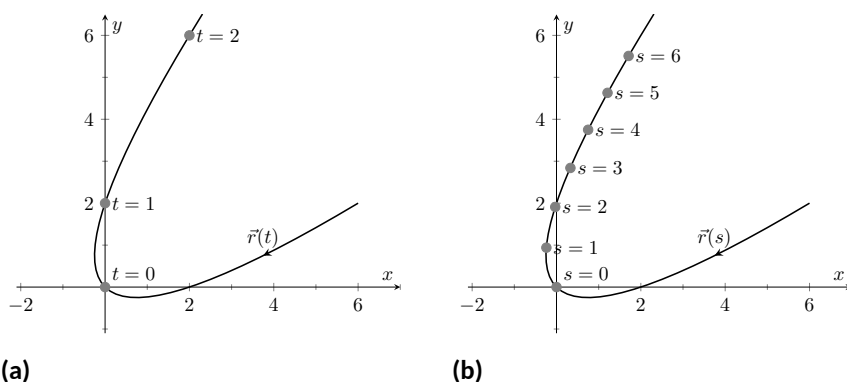 y
6
t = 2
4
2
t = 1
r⃗(t)
t = 0
x
−2
2
4
6
(a)
y
6
s = 6
s = 5
4
s = 4
s = 3
2
s = 2
s = 1
r⃗(s)
s = 0
x
−2
2
4
6
(b)